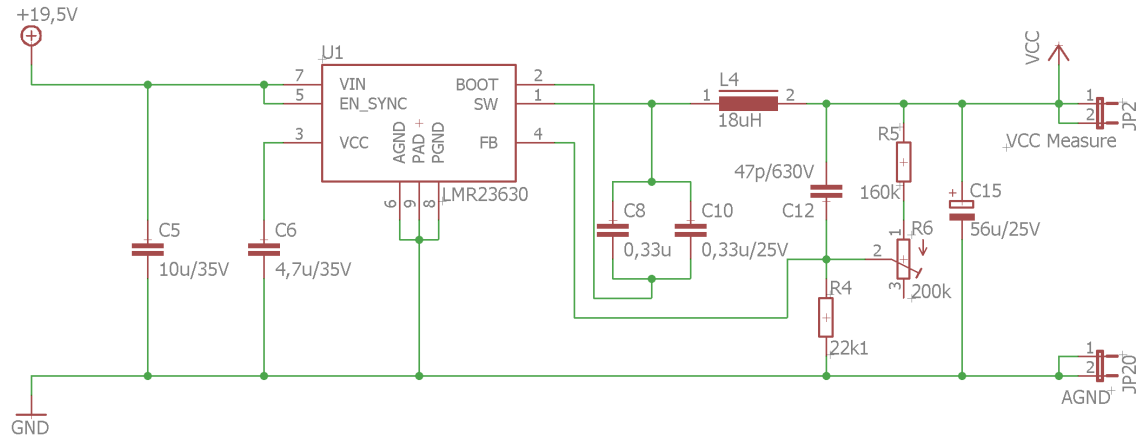 +19,5V
U1
7 VIN BOOT 2
5 EN_SYNC SW 1
3 VCC FB 4
AGND
PAD
PGND
6
9
8
LMR23630
1 L4 2
18uH
VCC
1
2
JP2
VCC Measure
R5
160k
47p/630V
C12
C15
+
56u/25V
C8
0,33u
C10
0,33u/25V
R6
1
2
3
200k
C5
10u/35V
C6
4,7u/35V
R4
22k1
1
2
JP20
AGND
GND